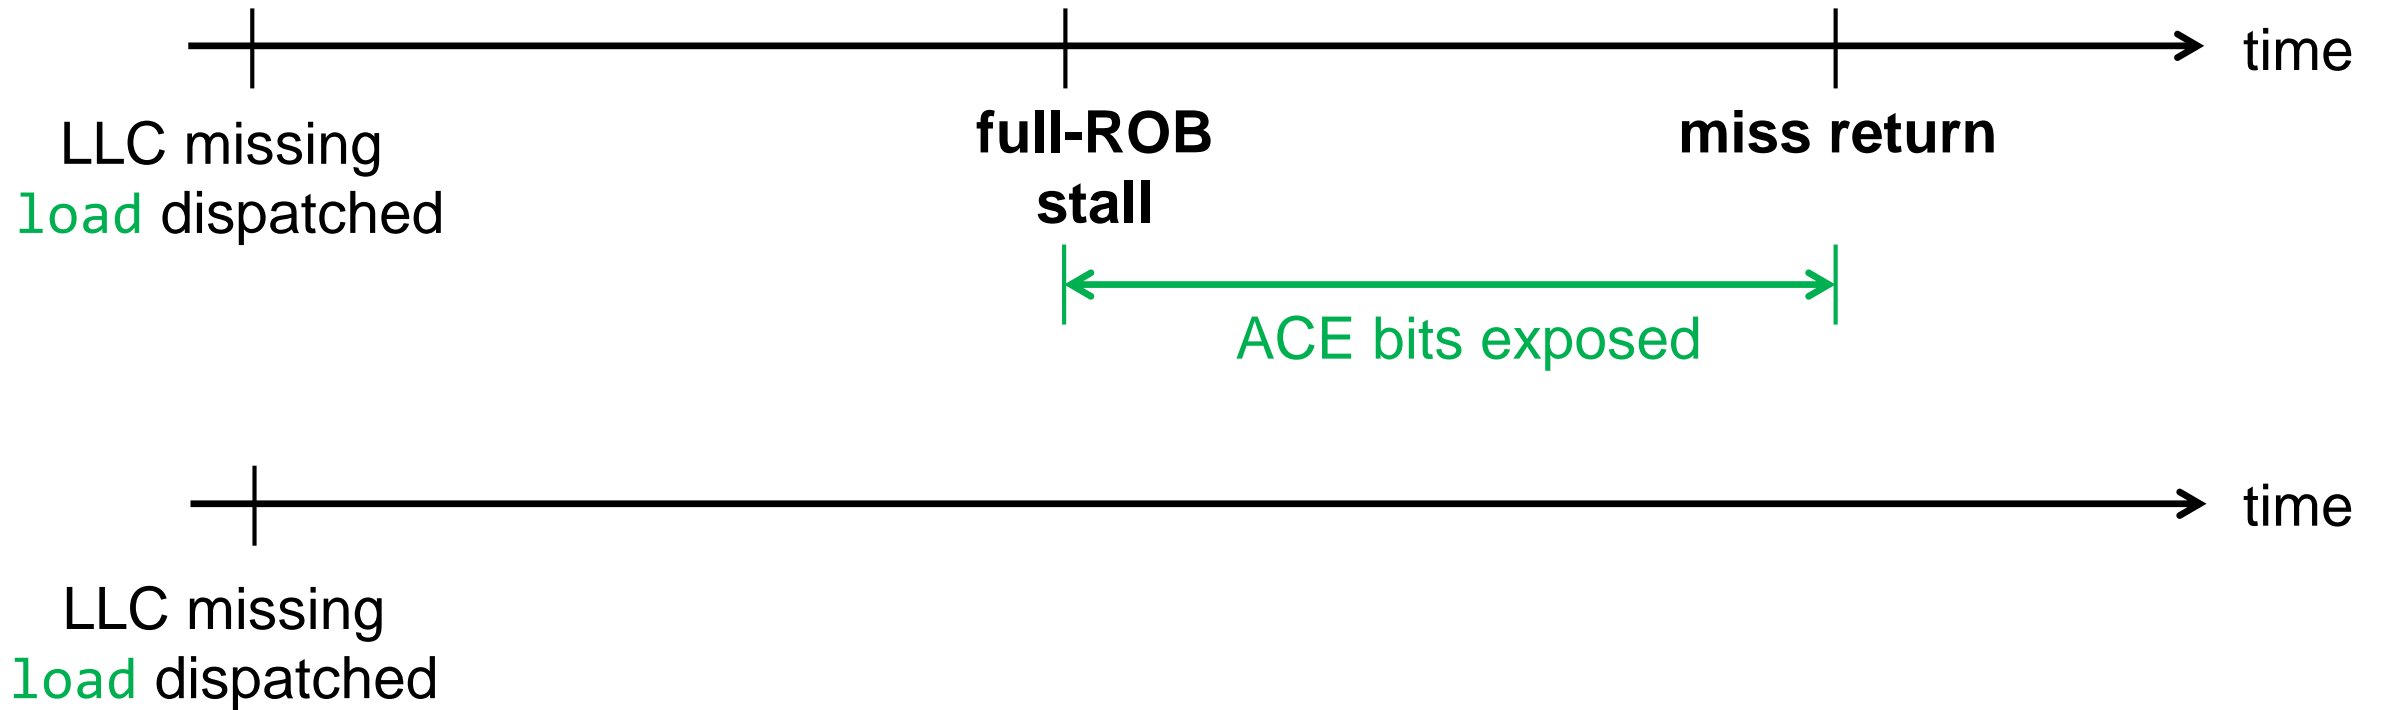 time
LLC missing
load dispatched
full-ROB
stall
miss return
ACE bits exposed
time
LLC missing
load dispatched